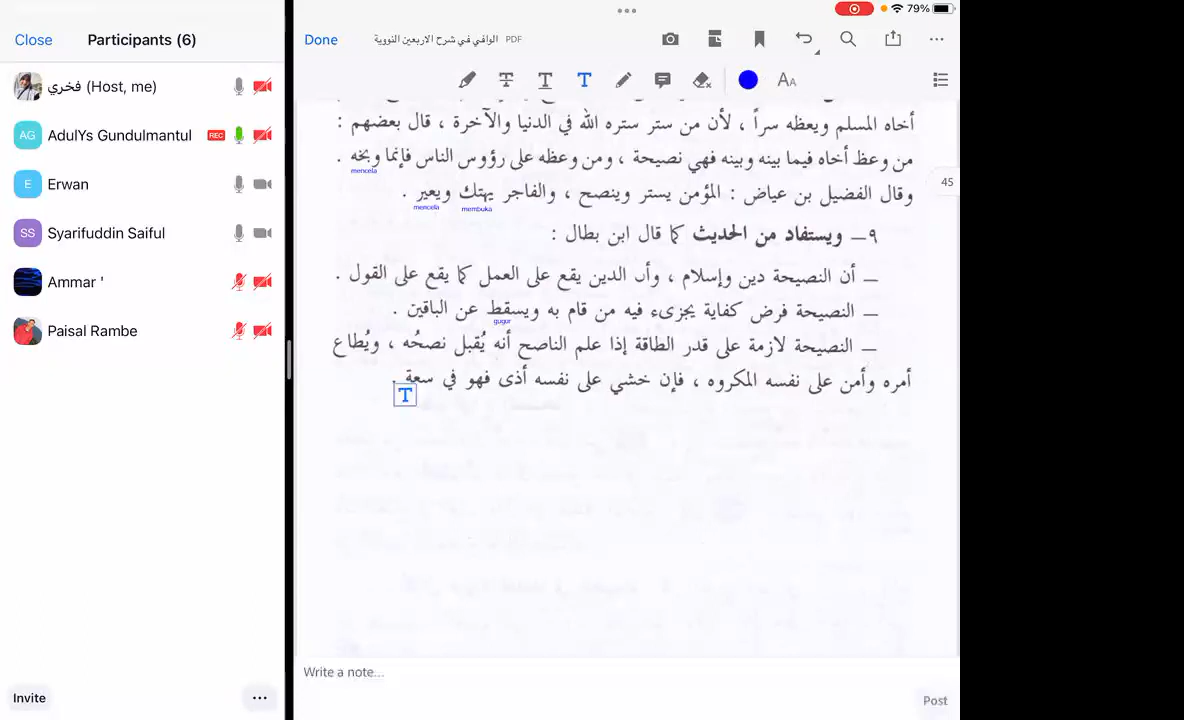 Close
Participants (6)
فخري (Host, me)
AG
AdulYs Gundulmantul
REC
E
Erwan
SS
Syarifuddin Saiful
Ammar '
Paisal Rambe
Invite
79%
Done
الوافي في شرح الاربعين النووية PDF
AA
أخاه المسلم ويعظه سراً ، لأن من ستر ستره الله في الدنيا والآخرة ، قال بعضهم :
من وعظ أخاه فيما بينه وبينه فهي نصيحة ، ومن وعظه على رؤوس الناس فإنما وبخه .
mencela
45
وقال الفضيل بن عياض : المؤمن يستر وينصح ، والفاجر يهتك ويعير .
mencela
membuka
٩ــ ويستفاد من الحديث كما قال ابن بطال :
ــ أن النصيحة دين وإسلام ، وأن الدين يقع على العمل كما يقع على القول .
ــ النصيحة فرض كفاية يجزىء فيه من قام به ويسقط عن الباقين .
gugur
ــ النصيحة لازمة على قدر الطاقة إذا علم الناصح أنه يُقبل نصحُه ، ويُطاع
أمره وأمن على نفسه المكروه ، فإن خشي على نفسه أذى فهو في سعة .
T
Write a note...
Post